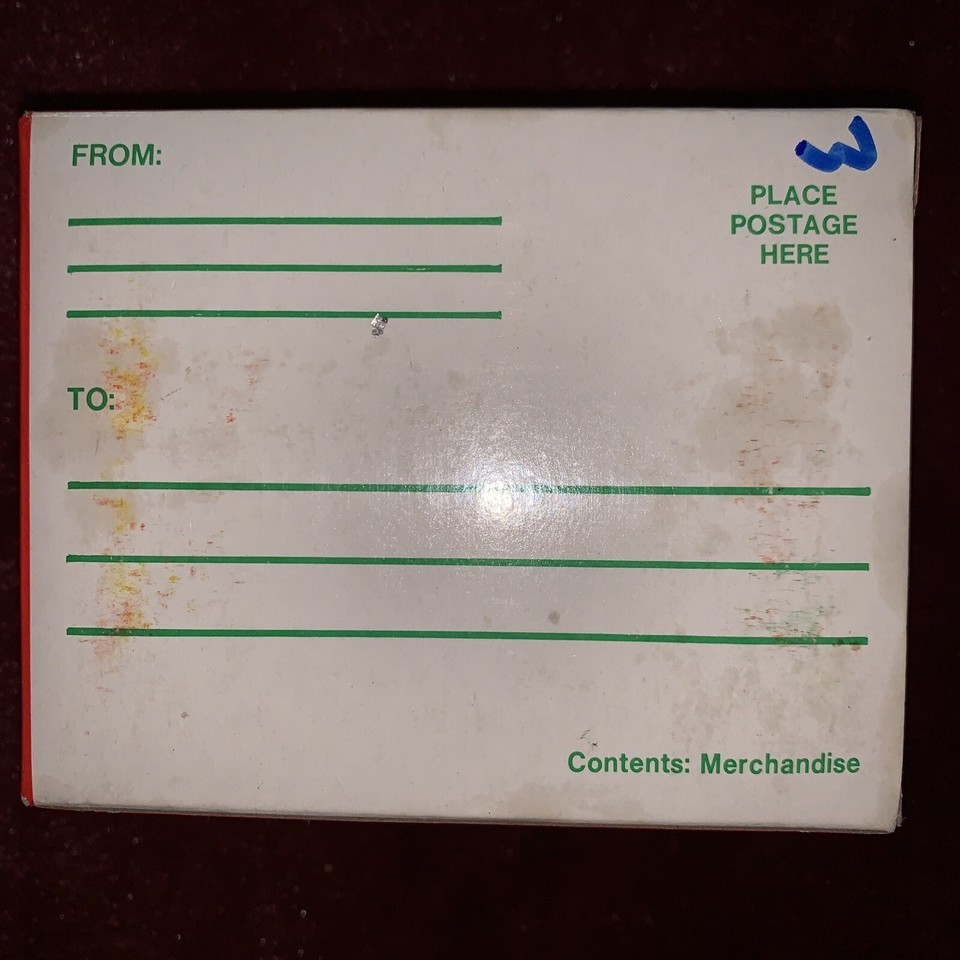 FROM:
PLACE
POSTAGE
HERE
TO:
Contents: Merchandise